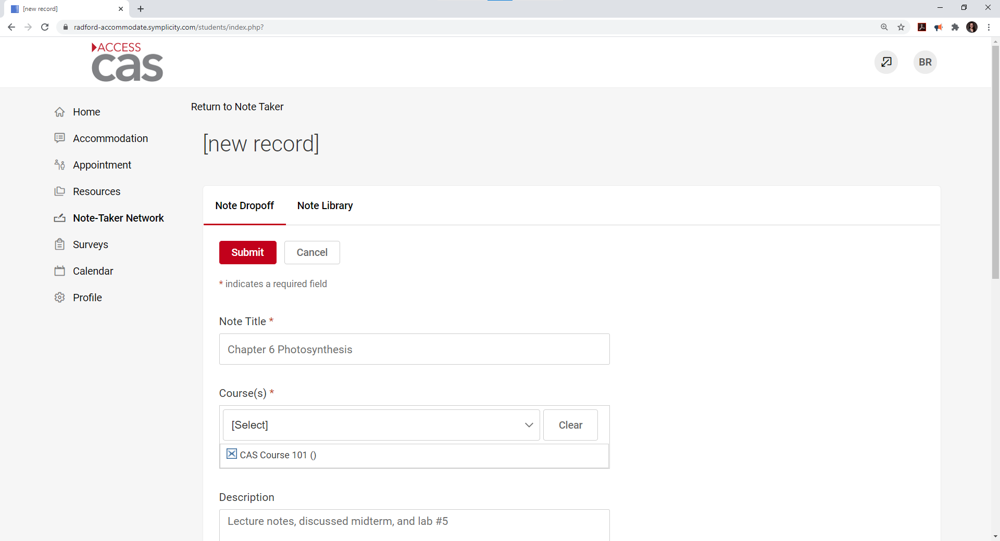 [new record]
radford-accommodate.symplicity.com/students/index.php?
ACCESS
cas
BR
Home
Accommodation
Appointment
Resources
Note-Taker Network
Surveys
Calendar
Profile
Return to Note Taker
[new record]
Note Dropoff
Note Library
Submit
Cancel
* indicates a required field
Note Title *
Chapter 6 Photosynthesis
Course(s) *
[Select]
Clear
CAS Course 101 ()
Description
Lecture notes, discussed midterm, and lab #5